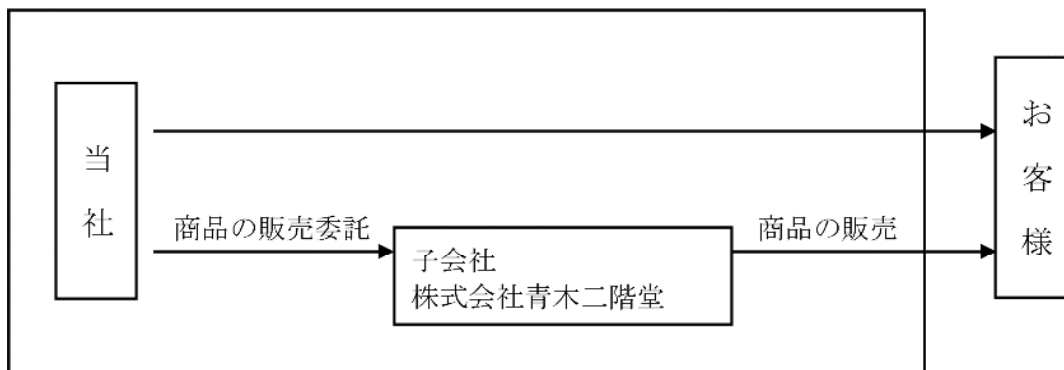 当社
お客様
商品の販売委託
商品の販売
子会社
株式会社青木二階堂